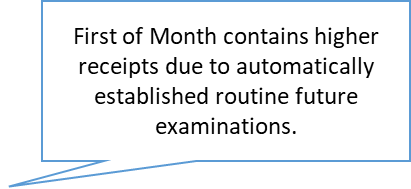 First of Month contains higher
receipts due to automatically
established routine future
examinations.